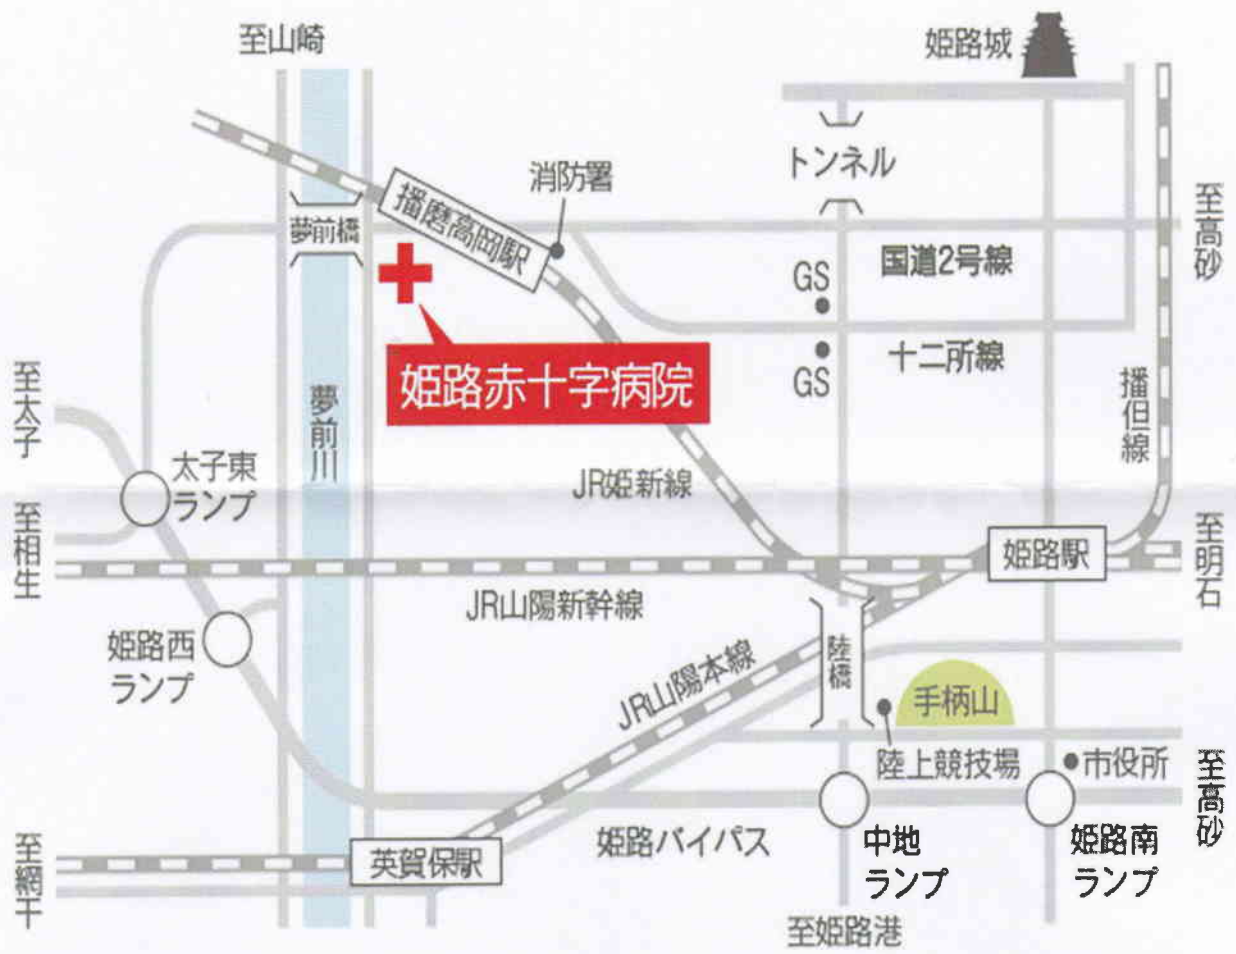 至山崎
姫路城
トンネル
消防署
播磨高岡駅
夢前橋
至高砂
国道2号線
GS
十二所線
GS
姫路赤十字病院
至太子
夢前川
播但線
太子東
ランプ
JR姫新線
至相生
姫路駅
至明石
JR山陽新幹線
姫路西
ランプ
JR山陽本線
陸橋
手柄山
陸上競技場
市役所
至高砂
姫路バイパス
中地
ランプ
姫路南
ランプ
至網干
英賀保駅
至姫路港